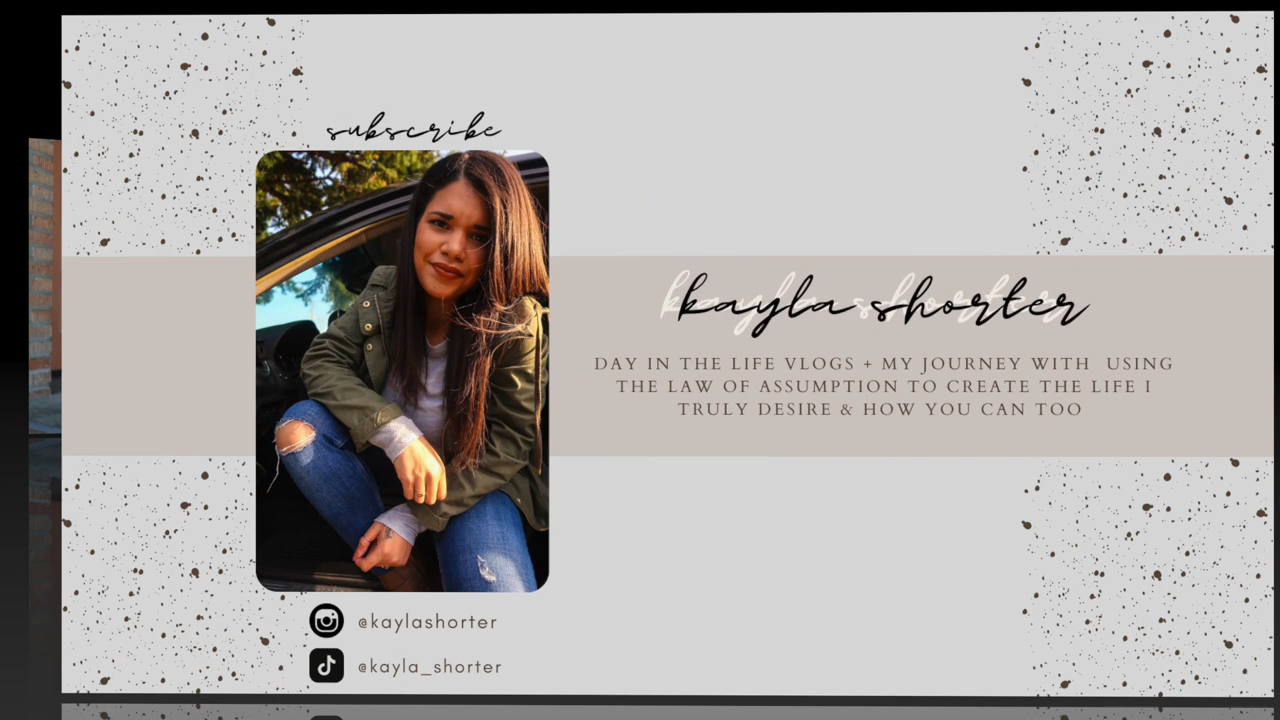 subscribe
kayla shorter
DAY IN THE LIFE VLOGS + MY JOURNEY WITH USING
THE LAW OF ASSUMPTION TO CREATE THE LIFE I
TRULY DESIRE & HOW YOU CAN TOO
@kaylashorter
@kayla_shorter